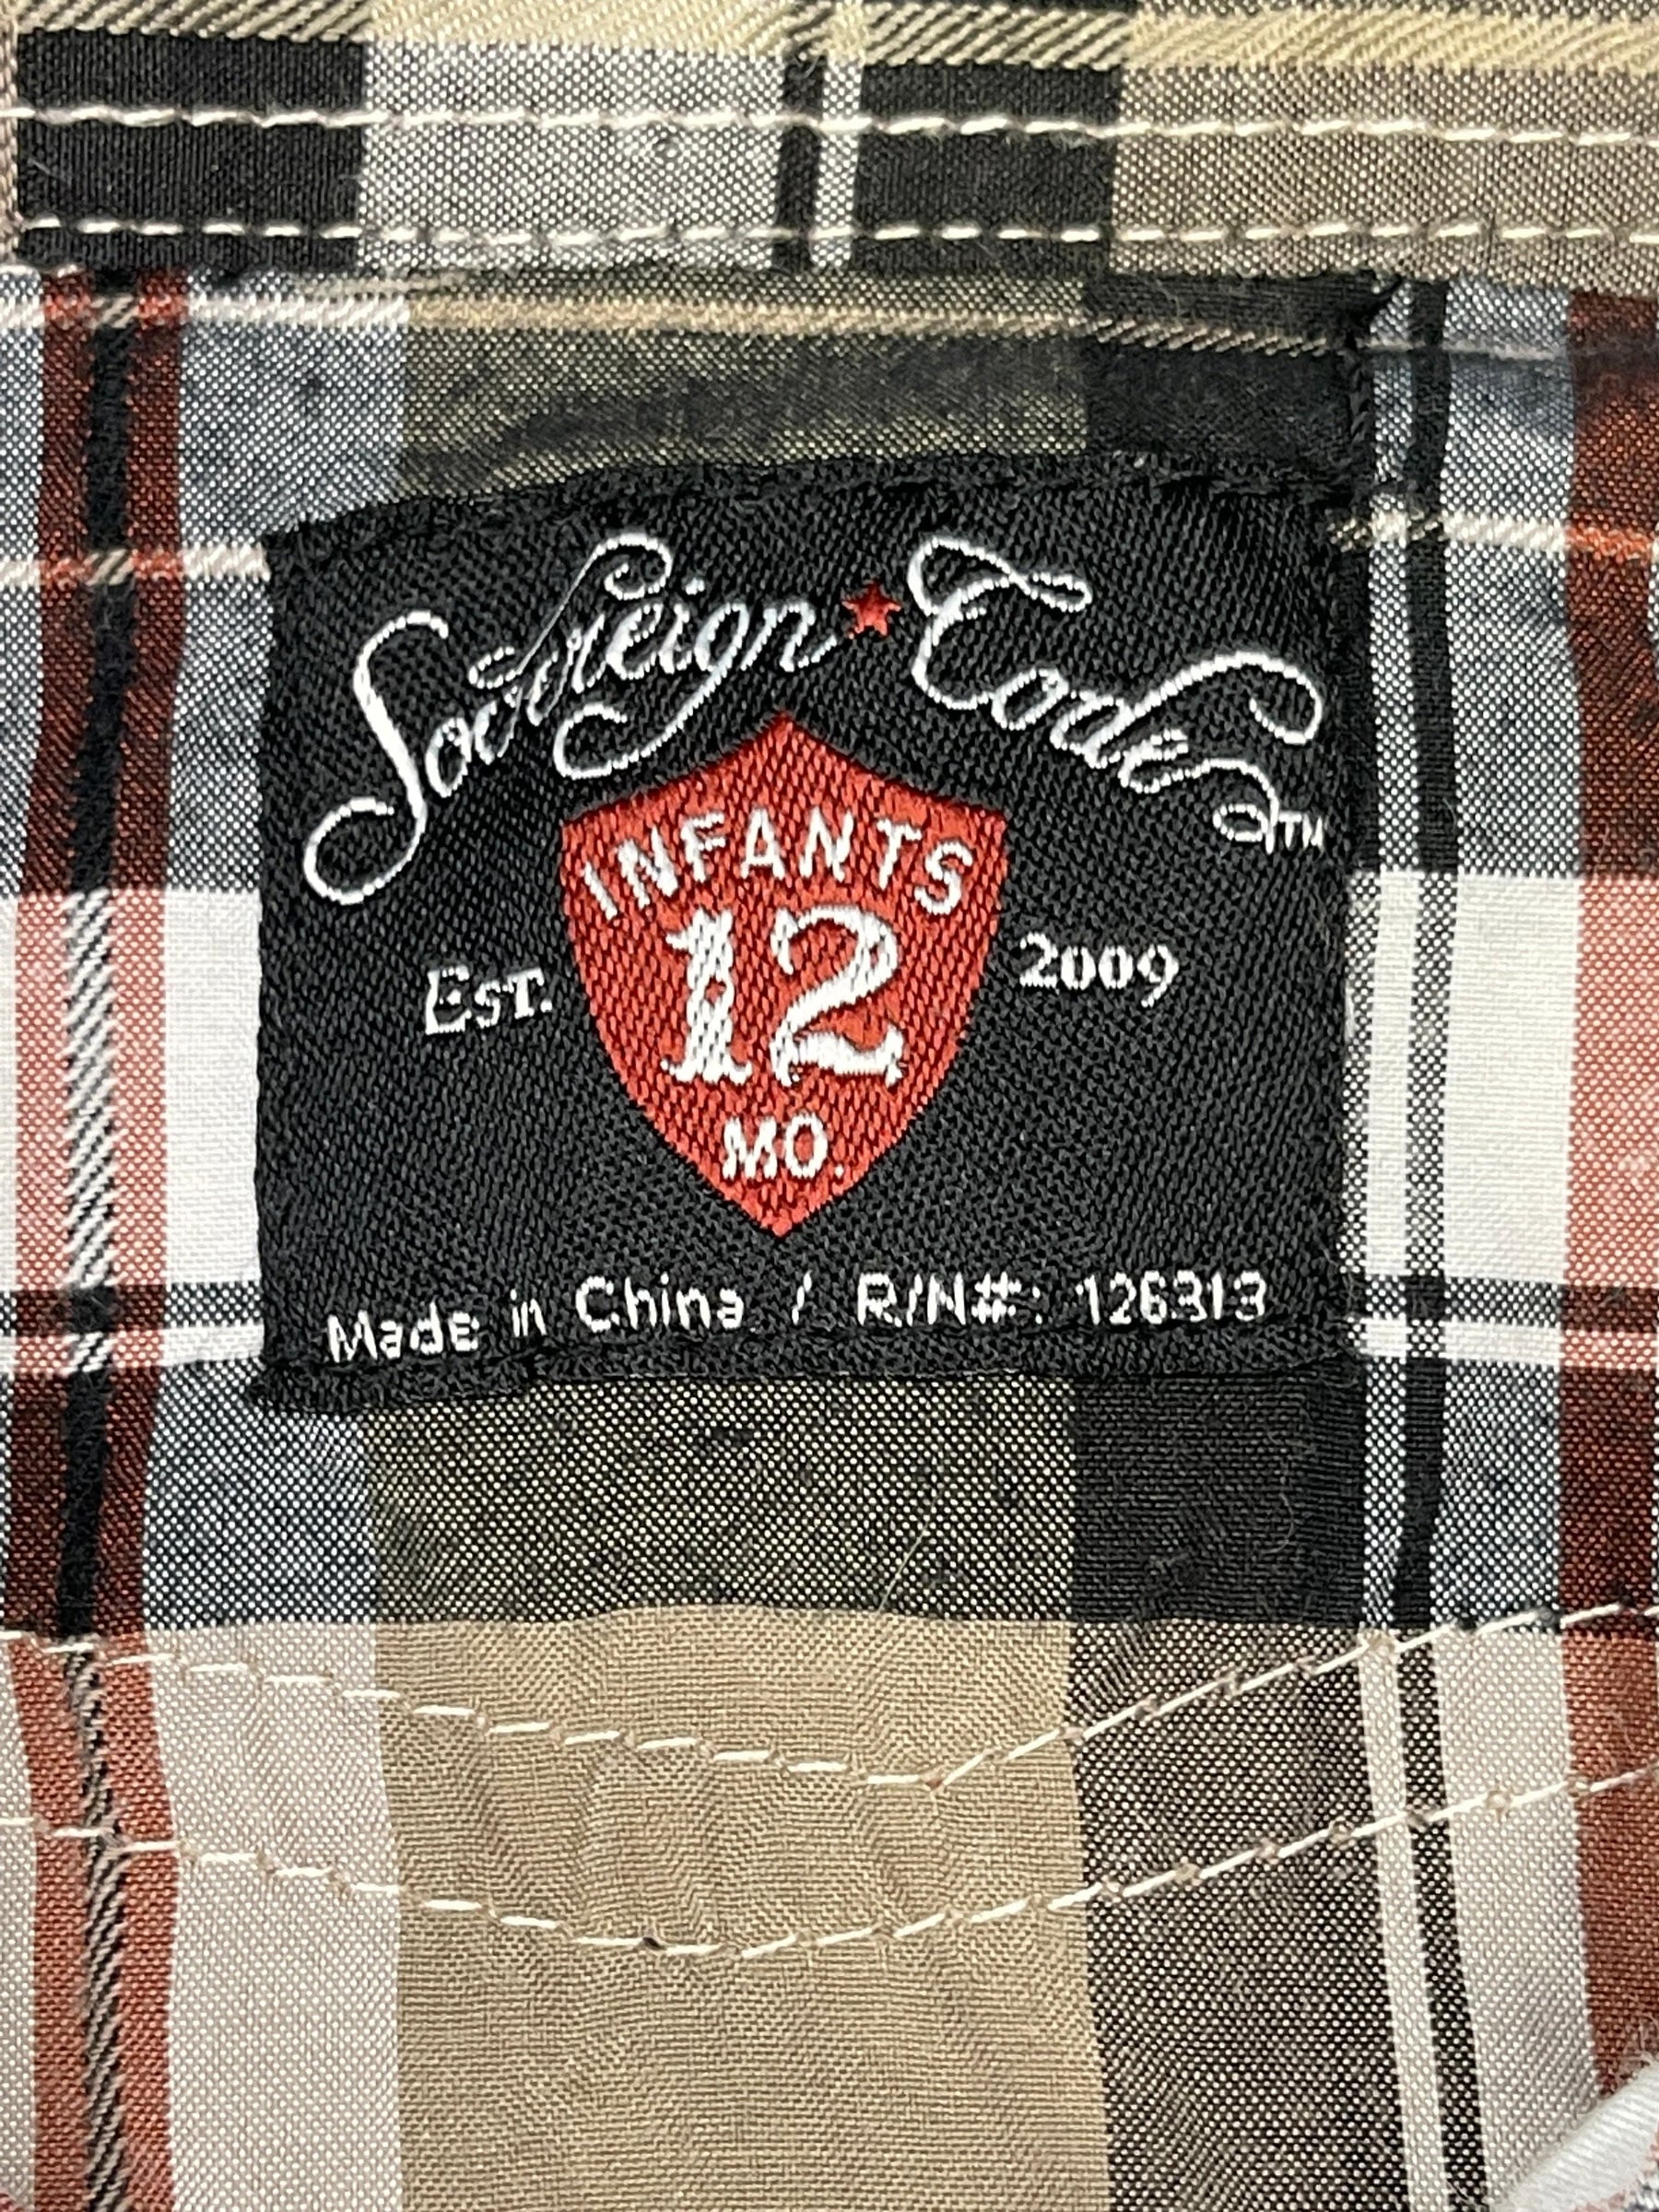 Sovereign ★ Code™
INFANTS
Est. 12 2009
MO.
Made in China / R/N#: 126313